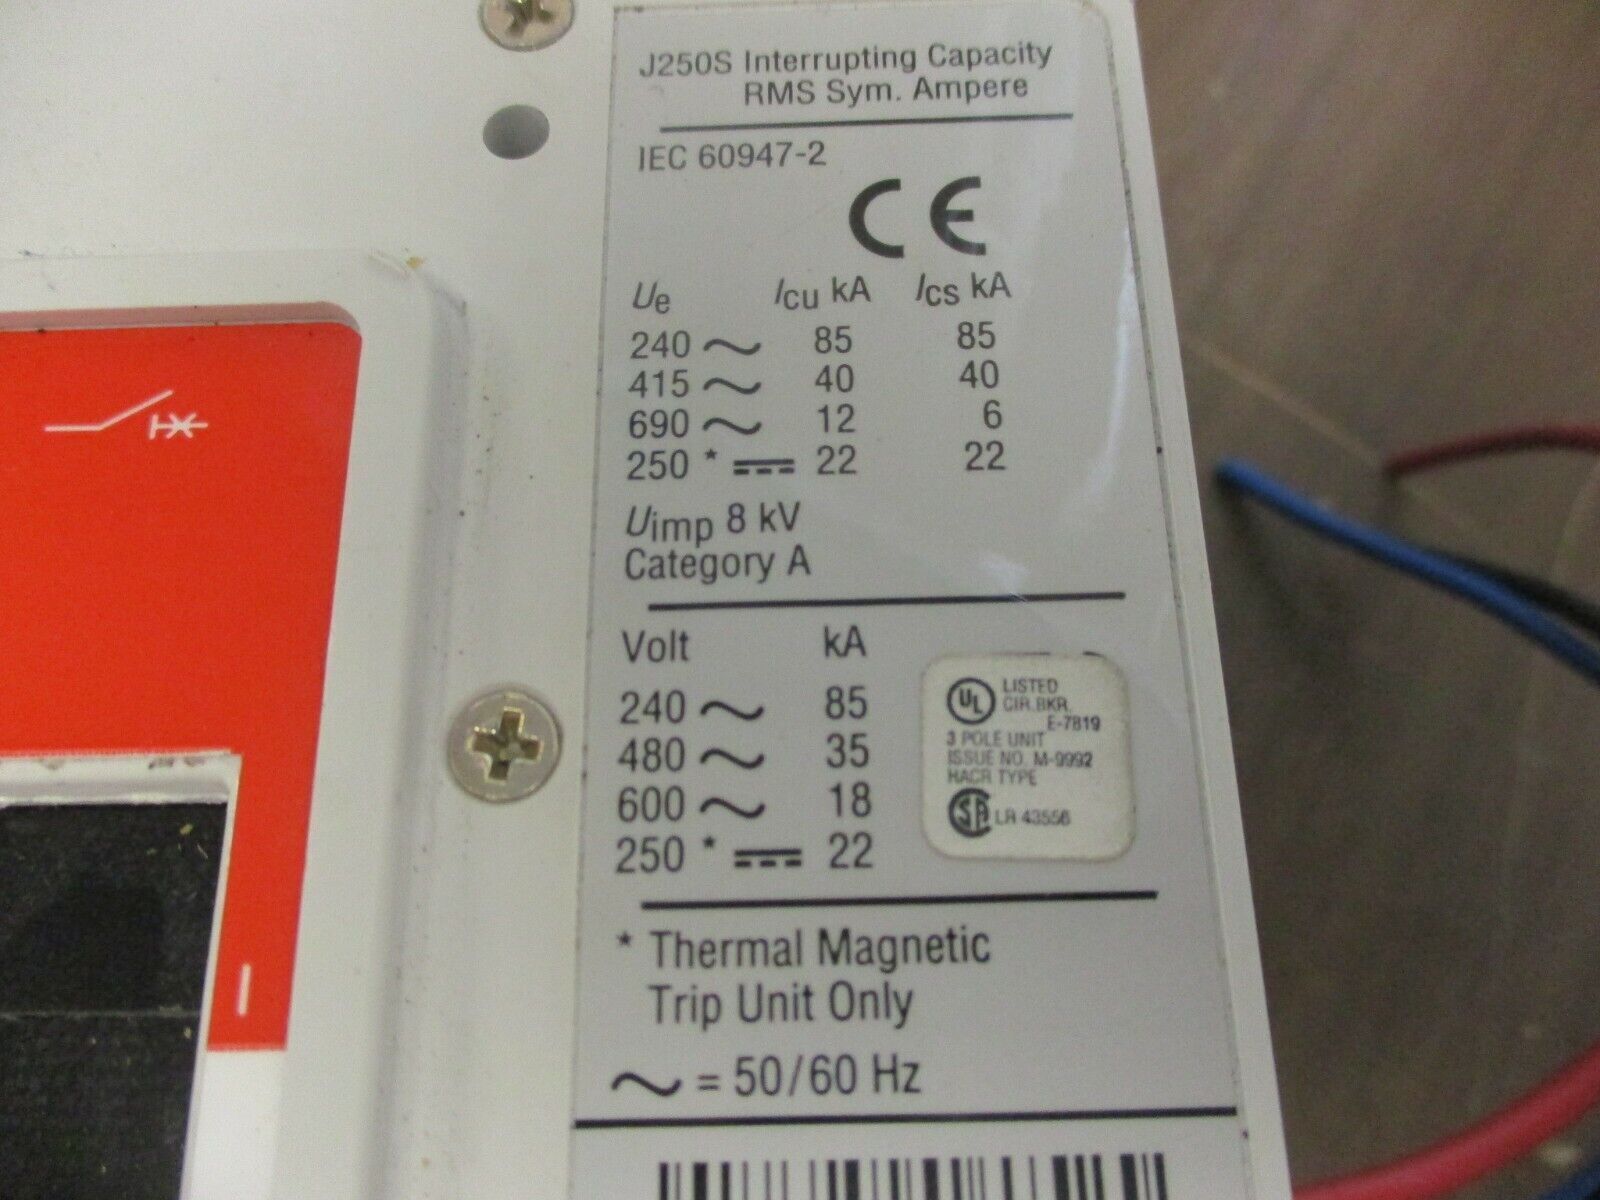 J250S Interrupting Capacity
RMS Sym. Ampere
IEC 60947-2
CE
Ue Icu kA Ics kA
240 ~ 85 85
415 ~ 40 40
690 ~ 12 6
250 * ⎓ 22 22
Uimp 8 kV
Category A
Volt kA
240 ~ 85
480 ~ 35
600 ~ 18
250 * ⎓ 22
UL LISTED
CIR.BKR.
E-7819
3 POLE UNIT
ISSUE NO. M-9992
HACR TYPE
SA LR 43556
* Thermal Magnetic
Trip Unit Only
~ = 50/60 Hz
I